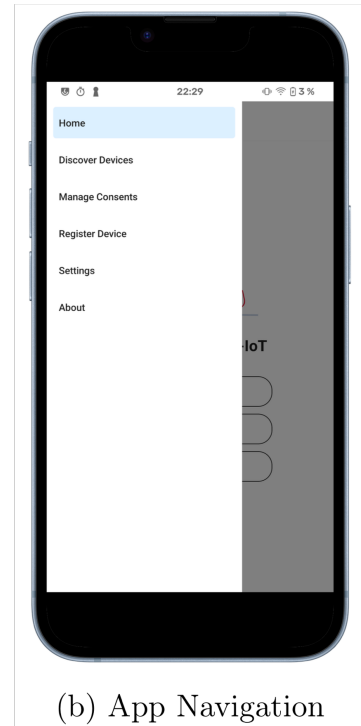 22:29
3 %
Home
Discover Devices
Manage Consents
Register Device
Settings
About
-IoT
(b) App Navigation